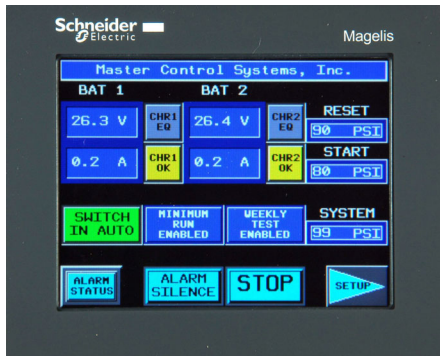 Schneider
Electric
Magelis
Master Control Systems, Inc.
BAT 1 BAT 2
26.3 V CHR1 EQ 26.4 V CHR2 EQ RESET 90 PSI
0.2 A CHR1 OK 0.2 A CHR2 OK START 80 PSI
SWITCH IN AUTO
MINIMUM RUN ENABLED
WEEKLY TEST ENABLED
SYSTEM
99 PSI
ALARM STATUS
ALARM SILENCE
STOP
SETUP